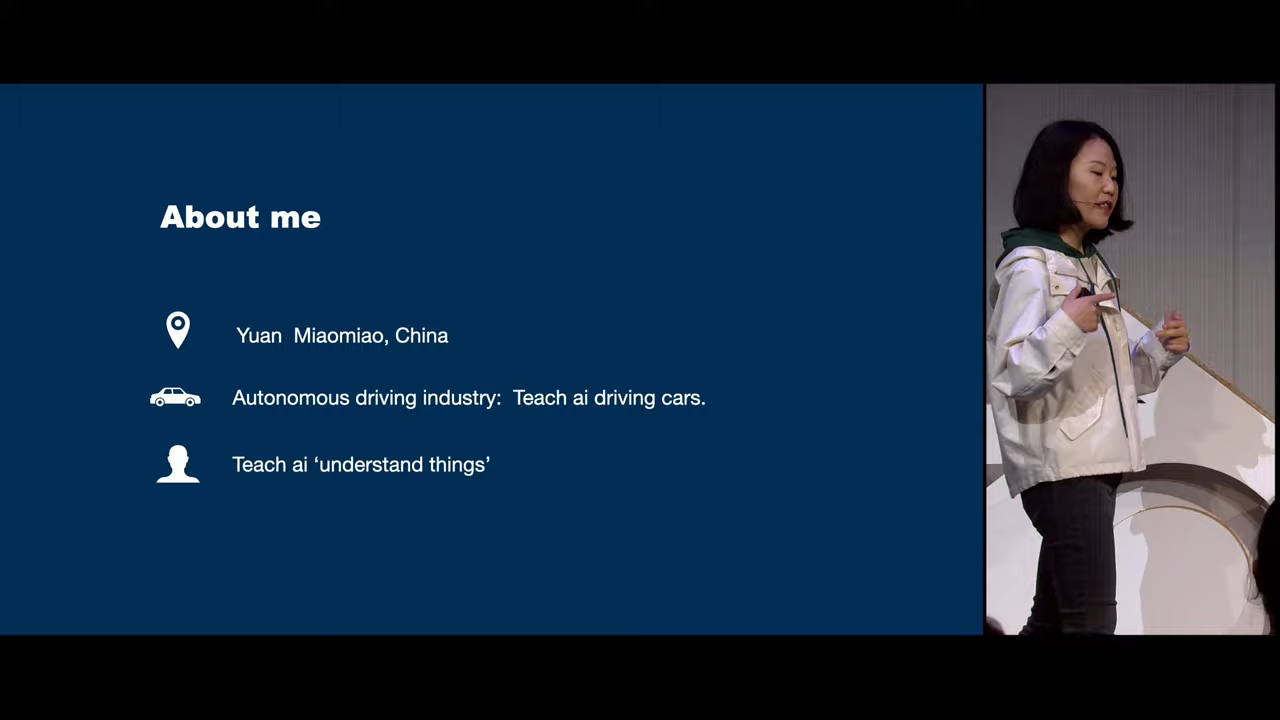 About me
Yuan Miaomiao, China
Autonomous driving industry: Teach ai driving cars.
Teach ai ‘understand things’